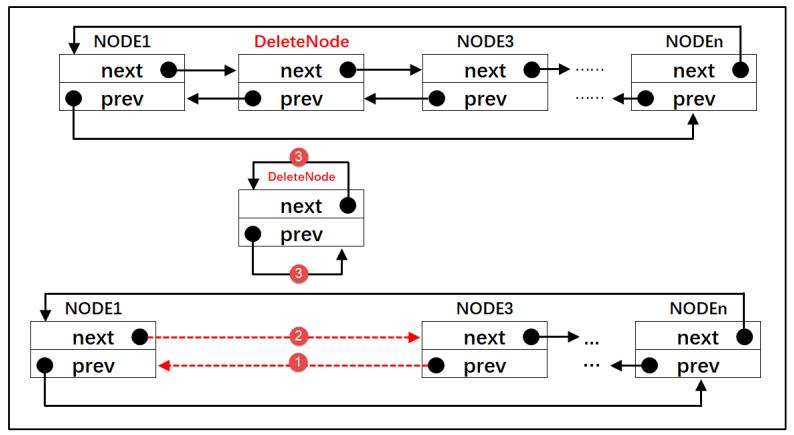 NODE1 DeleteNode NODE3 NODEn
next next next ...... next
prev prev prev ...... prev
3
DeleteNode
next
prev
3
NODE1 NODE3 NODEn
next 2 next ... next
prev 1 prev ... prev